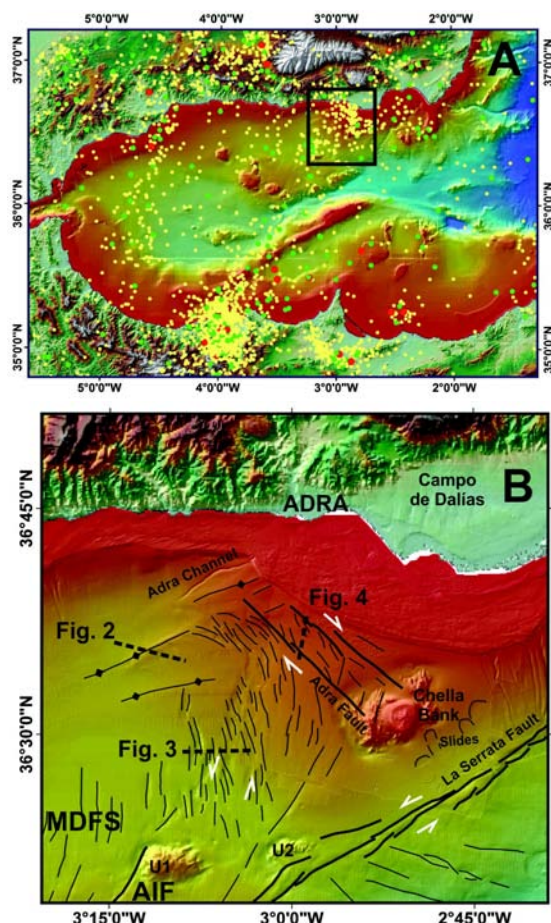 5°0'0"W 4°0'0"W 3°0'0"W 2°0'0"W
37°0'0"N 37°0'0"N
A
36°0'0"N 36°0'0"N
35°0'0"N 35°0'0"N
5°0'0"W 4°0'0"W 3°0'0"W 2°0'0"W
B
Campo
de Dalías
ADRA
36°45'0"N
Adra Channel
Fig. 4
Fig. 2
Adra Fault
Chella
Bank
36°30'0"N
Slides
Fig. 3
La Serrata Fault
MDFS
U1
U2
AIF
3°15'0"W 3°0'0"W 2°45'0"W